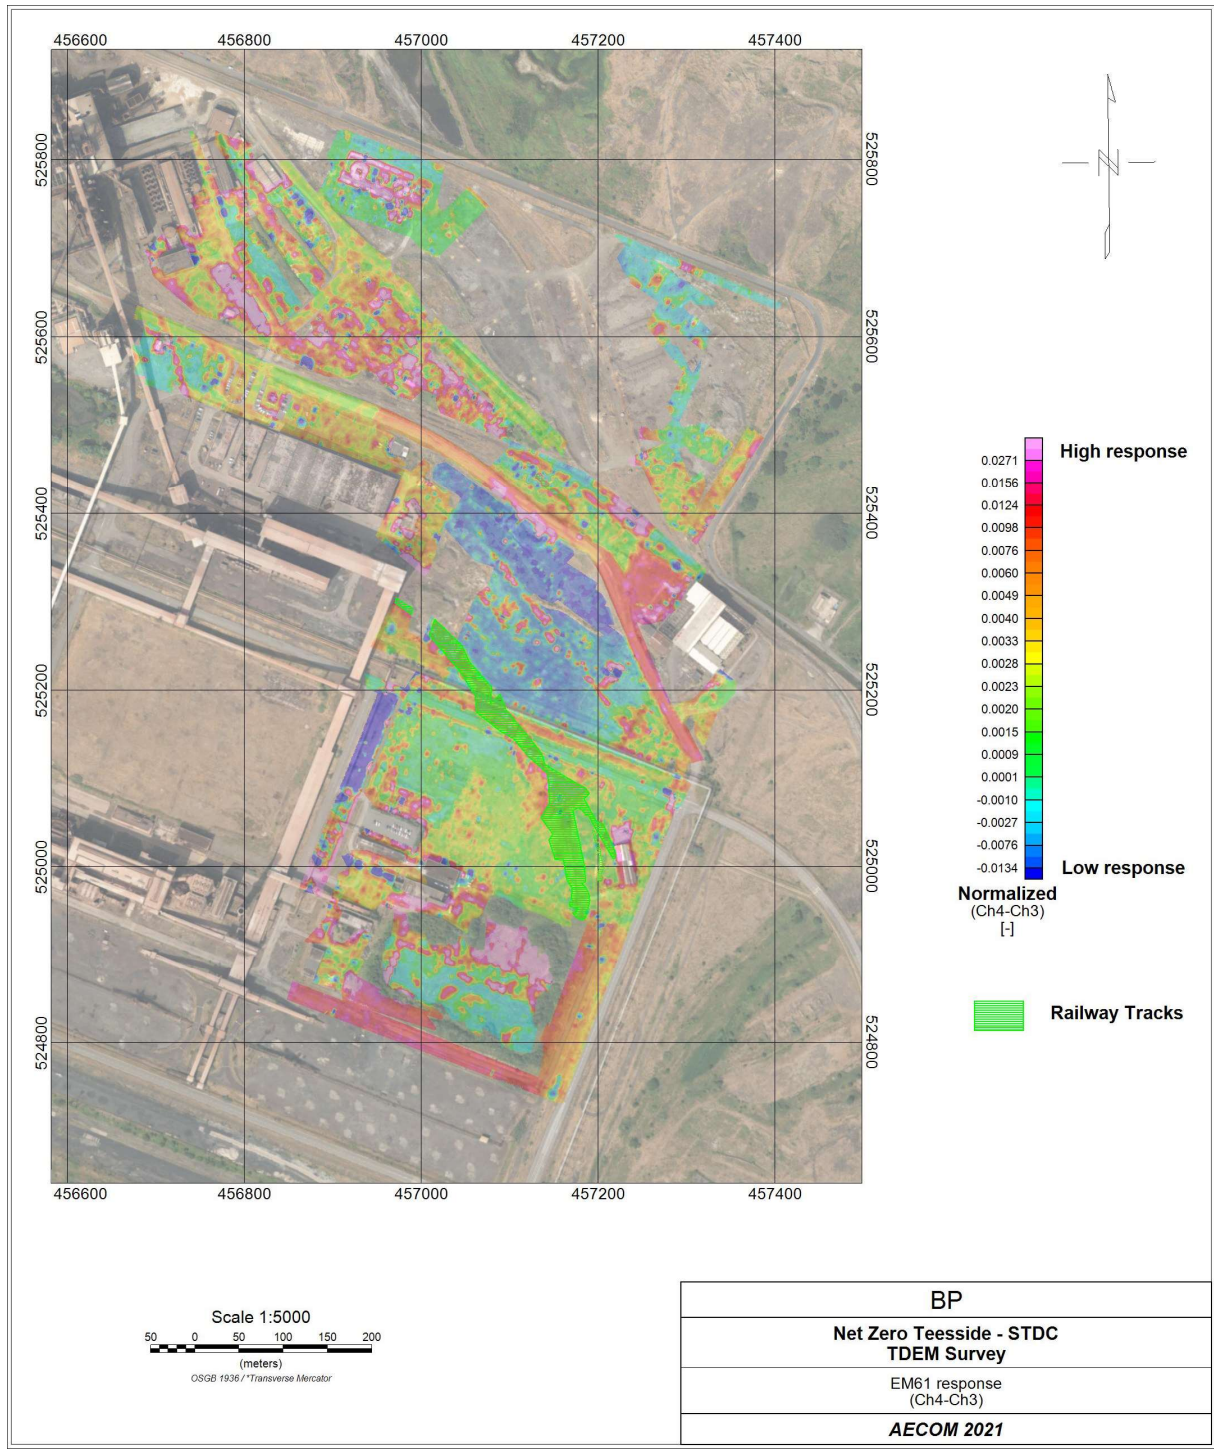 456600 456800 457000 457200 457400
525800 525800
525600 525600
525400 525400
525200 525200
525000 525000
524800 524800
456600 456800 457000 457200 457400
N
High response
0.0271
0.0156
0.0124
0.0098
0.0076
0.0060
0.0049
0.0040
0.0033
0.0028
0.0023
0.0020
0.0015
0.0009
0.0001
-0.0010
-0.0027
-0.0076
-0.0134
Low response
Normalized
(Ch4-Ch3)
[-]
Railway Tracks
Scale 1:5000
50 0 50 100 150 200
(meters)
OSGB 1936 / *Transverse Mercator
BP
Net Zero Teesside - STDC
TDEM Survey
EM61 response
(Ch4-Ch3)
AECOM 2021